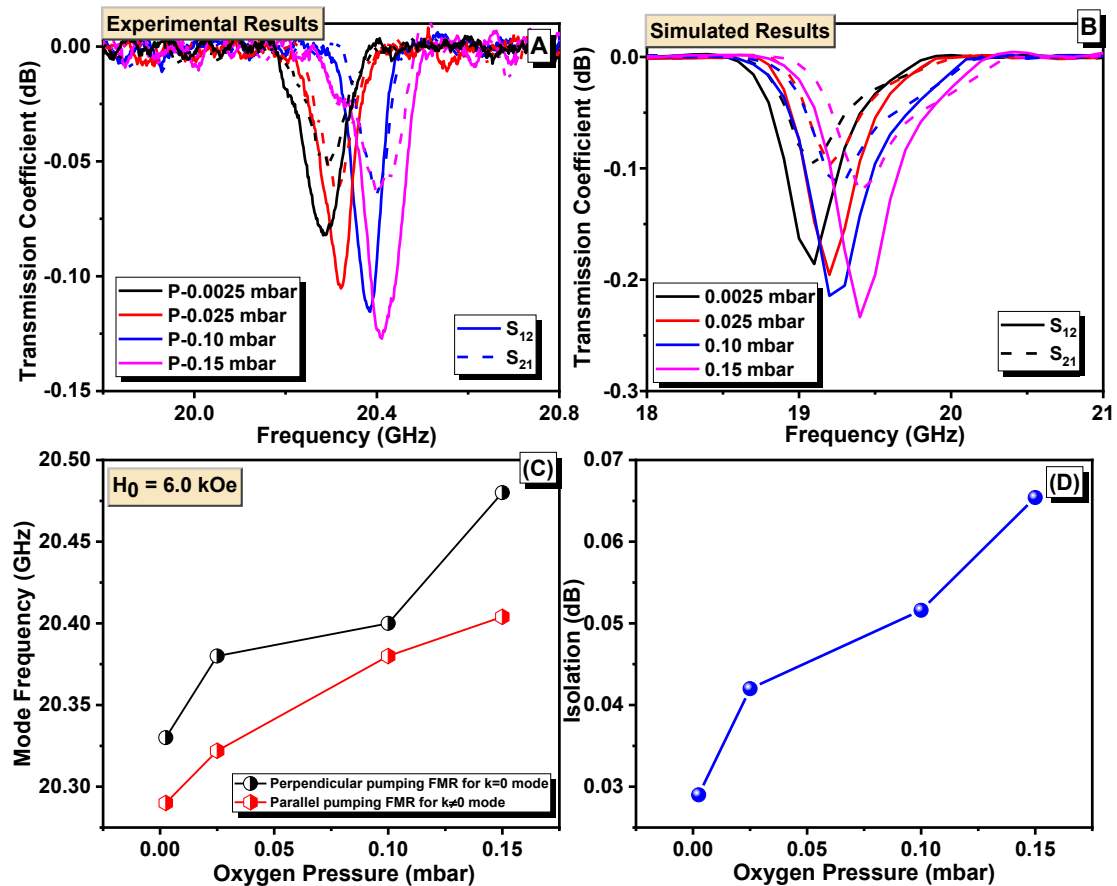 Experimental Results
A
Transmission Coefficient (dB)
0.00
-0.05
-0.10
-0.15
P-0.0025 mbar
P-0.025 mbar
P-0.10 mbar
P-0.15 mbar
S12
S21
20.0
20.4
20.8
Frequency (GHz)
Simulated Results
B
Transmission Coefficient (dB)
0.0
-0.1
-0.2
-0.3
0.0025 mbar
0.025 mbar
0.10 mbar
0.15 mbar
S12
S21
18
19
20
21
Frequency (GHz)
H0 = 6.0 kOe
(C)
Mode Frequency (GHz)
20.50
20.45
20.40
20.35
20.30
Perpendicular pumping FMR for k=0 mode
Parallel pumping FMR for k≠0 mode
0.00
0.05
0.10
0.15
Oxygen Pressure (mbar)
(D)
Isolation (dB)
0.07
0.06
0.05
0.04
0.03
0.00
0.05
0.10
0.15
Oxygen Pressure (mbar)